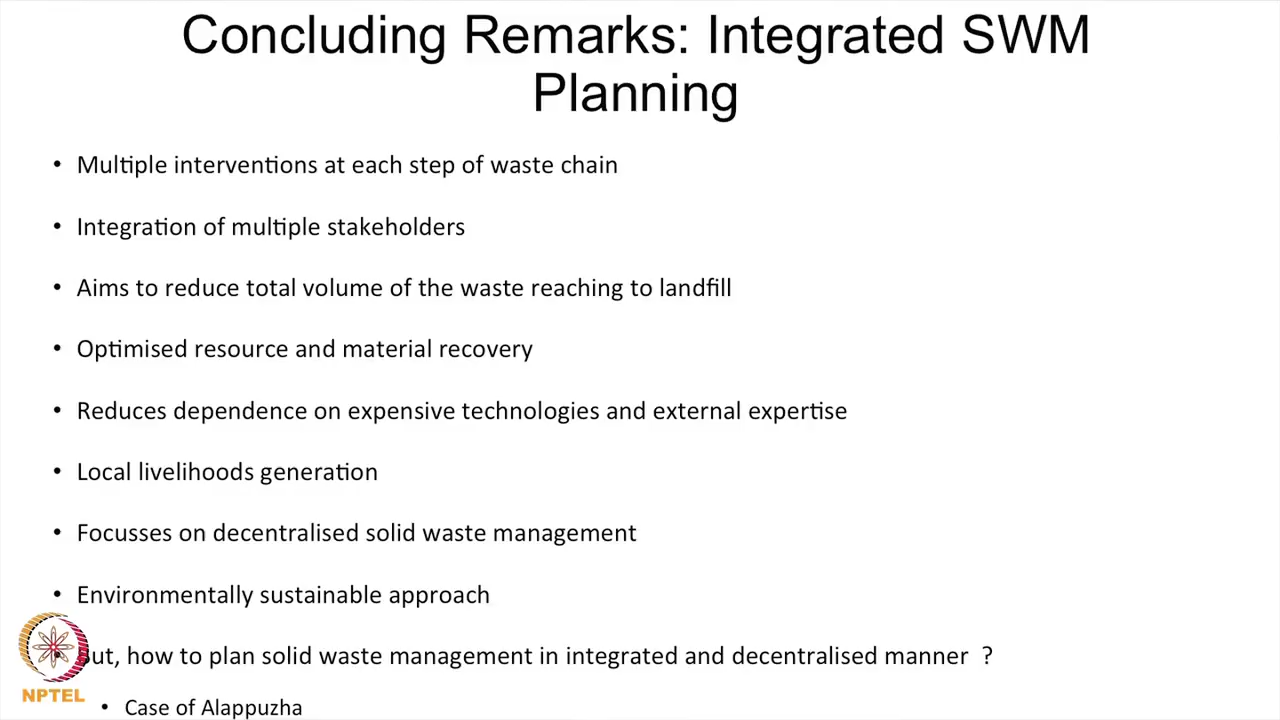 Concluding Remarks: Integrated SWM
Planning
• Multiple interventions at each step of waste chain
• Integration of multiple stakeholders
• Aims to reduce total volume of the waste reaching to landfill
• Optimised resource and material recovery
• Reduces dependence on expensive technologies and external expertise
• Local livelihoods generation
• Focusses on decentralised solid waste management
• Environmentally sustainable approach
• But, how to plan solid waste management in integrated and decentralised manner ?
• Case of Alappuzha
NPTEL